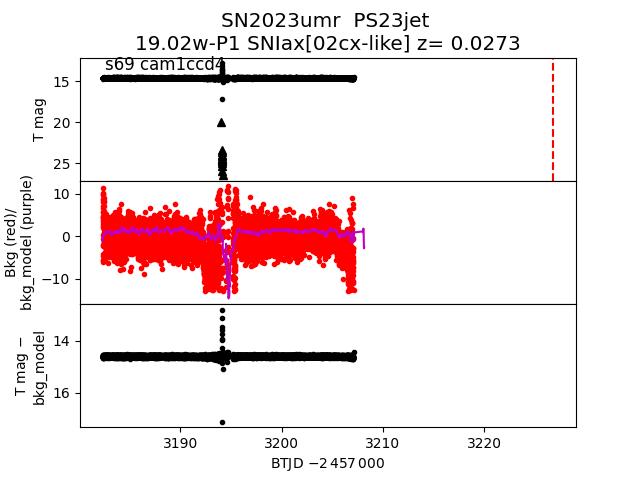 SN2023umr PS23jet
19.02w-P1 SNIax[02cx-like] z= 0.0273
s69 cam1ccd4
15
20
25
T mag
10
0
−10
Bkg (red)/
bkg_model (purple)
14
16
T mag −
bkg_model
3190 3200 3210 3220
BTJD −2 457 000